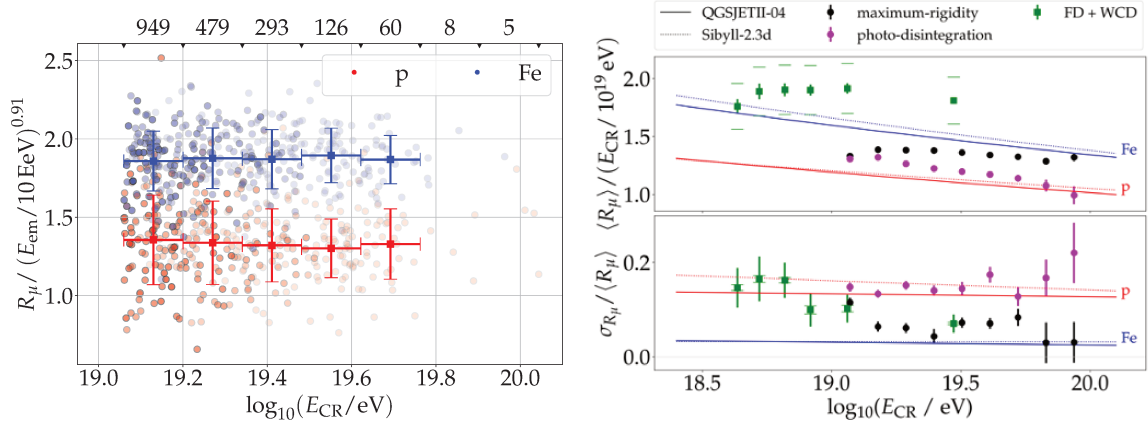 949 479 293 126 60 8 5
p Fe
2.5
2.0
1.5
1.0
R_μ / (E_em/10 EeV)^0.91
19.0 19.2 19.4 19.6 19.8 20.0
log_10(E_CR/eV)
QGSJETII-04 maximum-rigidity FD + WCD
Sibyll-2.3d photo-disintegration
2.0
1.5
1.0
⟨R_μ⟩ / (E_CR / 10^19 eV)
Fe
p
0.2
0.0
σ_R_μ / ⟨R_μ⟩
p
Fe
18.5 19.0 19.5 20.0
log_10(E_CR / eV)